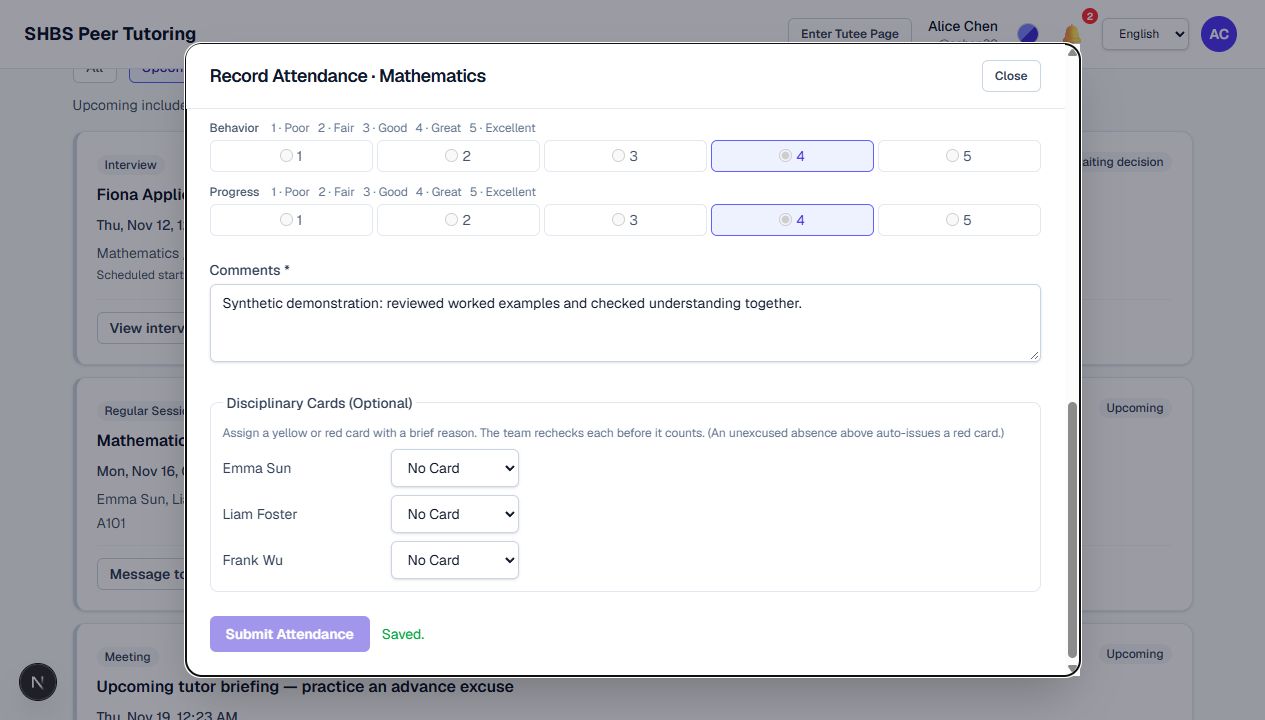 SHBS Peer Tutoring
Enter Tutee Page
Alice Chen
2
English
AC
Upcoming include
Record Attendance · Mathematics
Close
Behavior 1 · Poor 2 · Fair 3 · Good 4 · Great 5 · Excellent
1 2 3 4 5
Progress 1 · Poor 2 · Fair 3 · Good 4 · Great 5 · Excellent
1 2 3 4 5
Comments *
Synthetic demonstration: reviewed worked examples and checked understanding together.
Disciplinary Cards (Optional)
Assign a yellow or red card with a brief reason. The team rechecks each before it counts. (An unexcused absence above auto-issues a red card.)
Emma Sun No Card
Liam Foster No Card
Frank Wu No Card
Submit Attendance Saved.
Interview
aiting decision
Fiona Appli
Thu, Nov 12, 1
Mathematics
Scheduled start
View interv
Regular Sessi
Upcoming
Mathematic
Mon, Nov 16,
Emma Sun, Li
A101
Message to
Meeting
Upcoming
Upcoming tutor briefing — practice an advance excuse
Thu, Nov 19, 12:23 AM
N